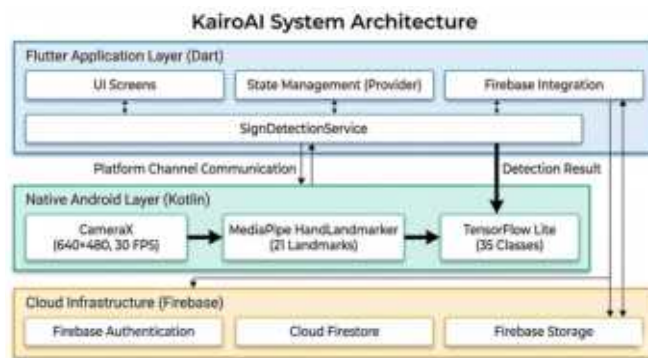 KairoAI System Architecture
Flutter Application Layer (Dart)
UI Screens
State Management (Provider)
Firebase Integration
SignDetectionService
Platform Channel Communication
Detection Result
Native Android Layer (Kotlin)
CameraX
(640×480, 30 FPS)
MediaPipe HandLandmarker
(21 Landmarks)
TensorFlow Lite
(35 Classes)
Cloud Infrastructure (Firebase)
Firebase Authentication
Cloud Firestore
Firebase Storage